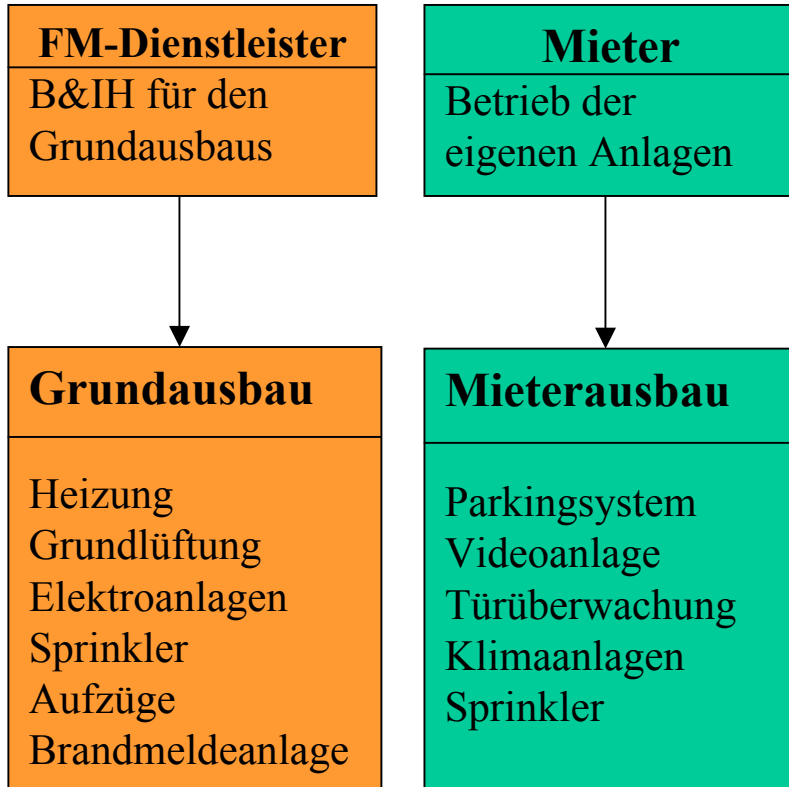 FM-Dienstleister
B&IH für den
Grundausbaus
Mieter
Betrieb der
eigenen Anlagen
Grundausbau
Heizung
Grundlüftung
Elektroanlagen
Sprinkler
Aufzüge
Brandmeldeanlage
Mieterausbau
Parkingsystem
Videoanlage
Türüberwachung
Klimaanlagen
Sprinkler